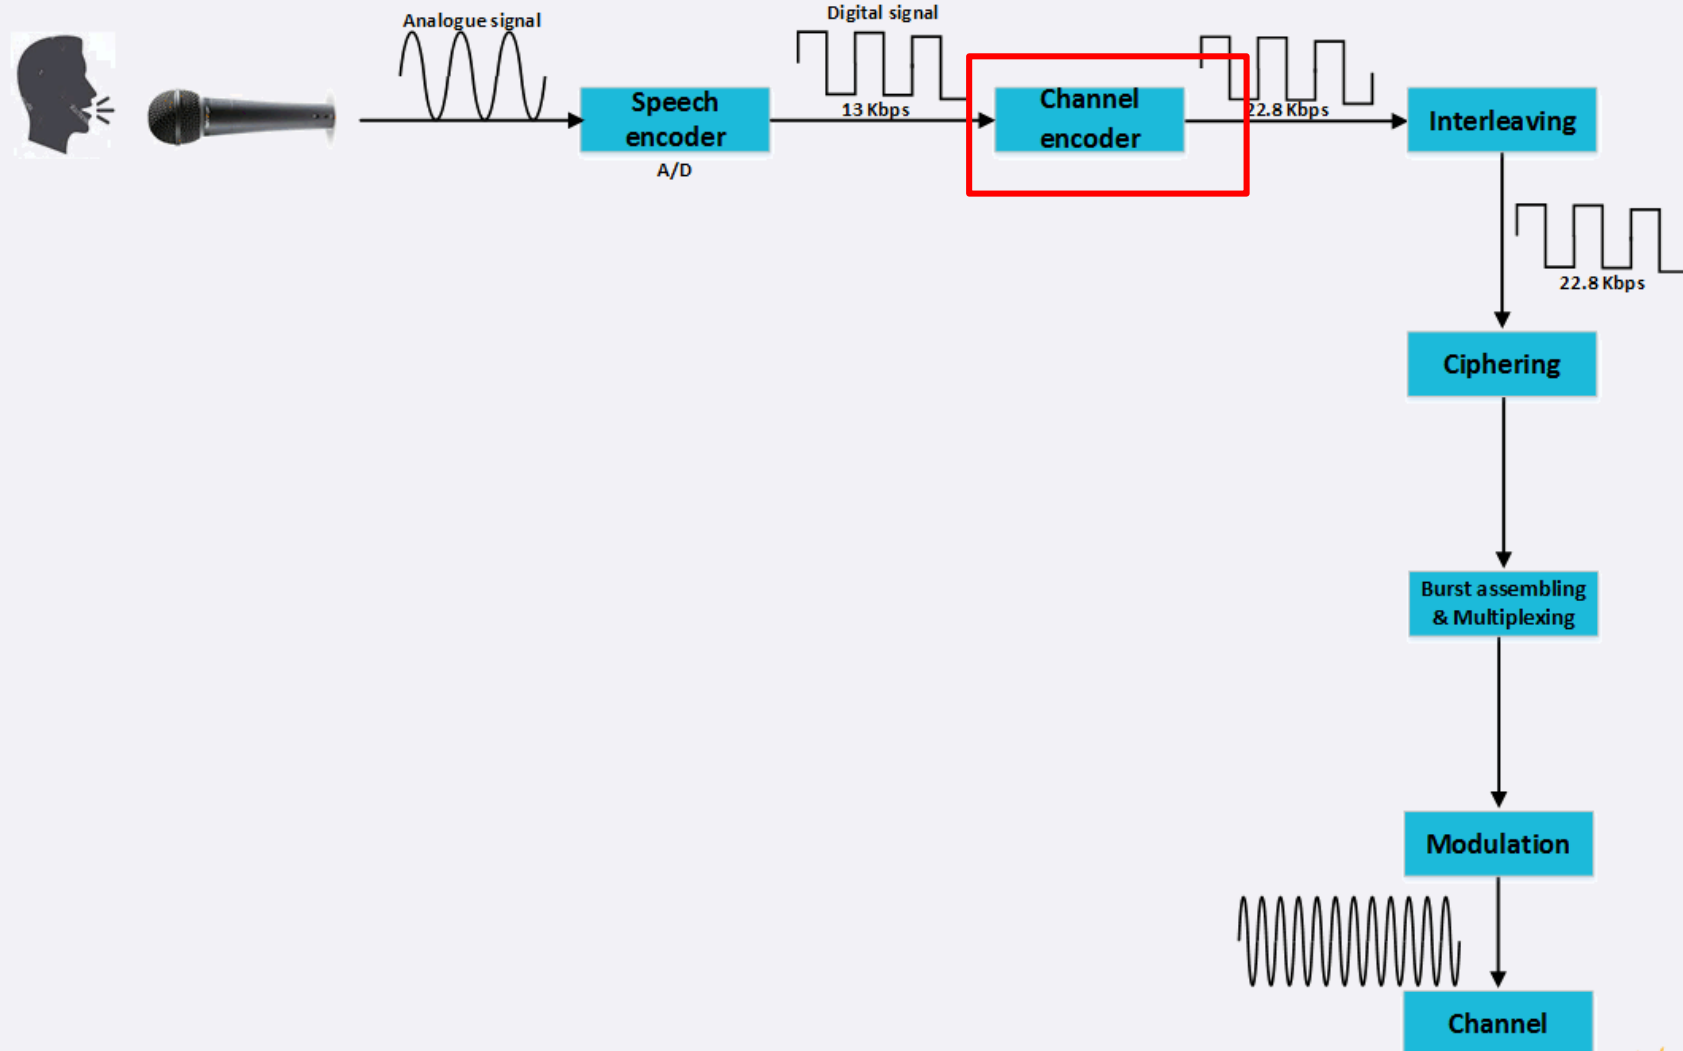 Analogue signal
Digital signal
Speech
encoder
A/D
13 Kbps
Channel
encoder
22.8 Kbps
Interleaving
22.8 Kbps
Ciphering
Burst assembling
& Multiplexing
Modulation
Channel